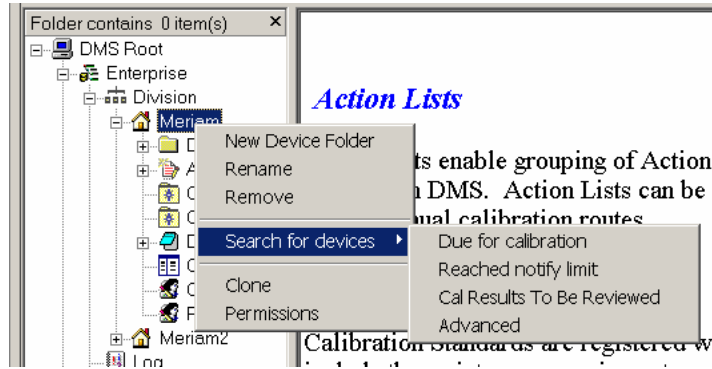 Folder contains 0 item(s) ×
DMS Root
Enterprise
Division
Meriam
New Device Folder
Rename
Remove
Search for devices
Clone
Permissions
Due for calibration
Reached notify limit
Cal Results To Be Reviewed
Advanced
Meriam2
Log
Action Lists
enable grouping of Action
DMS. Action Lists can be
calibration routes
Calibration Standards are registered